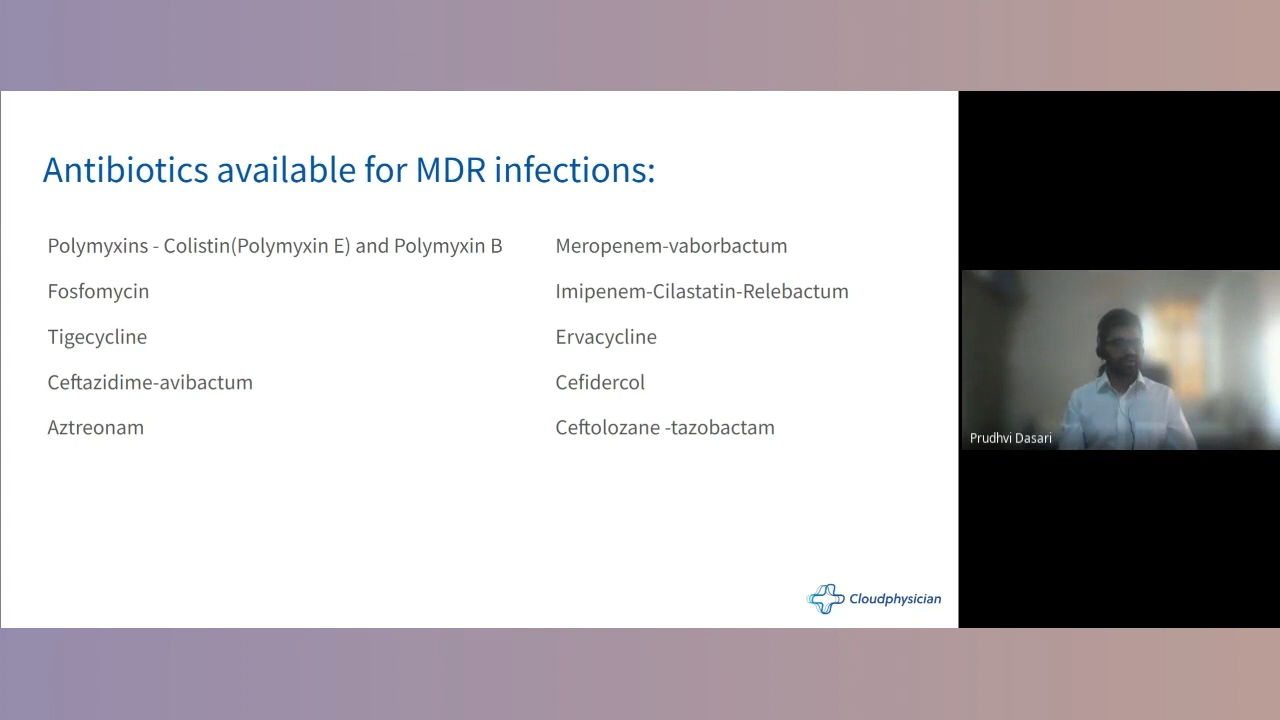 Antibiotics available for MDR infections:
Polymyxins - Colistin(Polymyxin E) and Polymyxin B
Fosfomycin
Tigecycline
Ceftazidime-avibactum
Aztreonam
Meropenem-vaborbactum
Imipenem-Cilastatin-Relebactum
Ervacycline
Cefidercol
Ceftolozane -tazobactam
Cloudphysician
Prudhvi Dasari